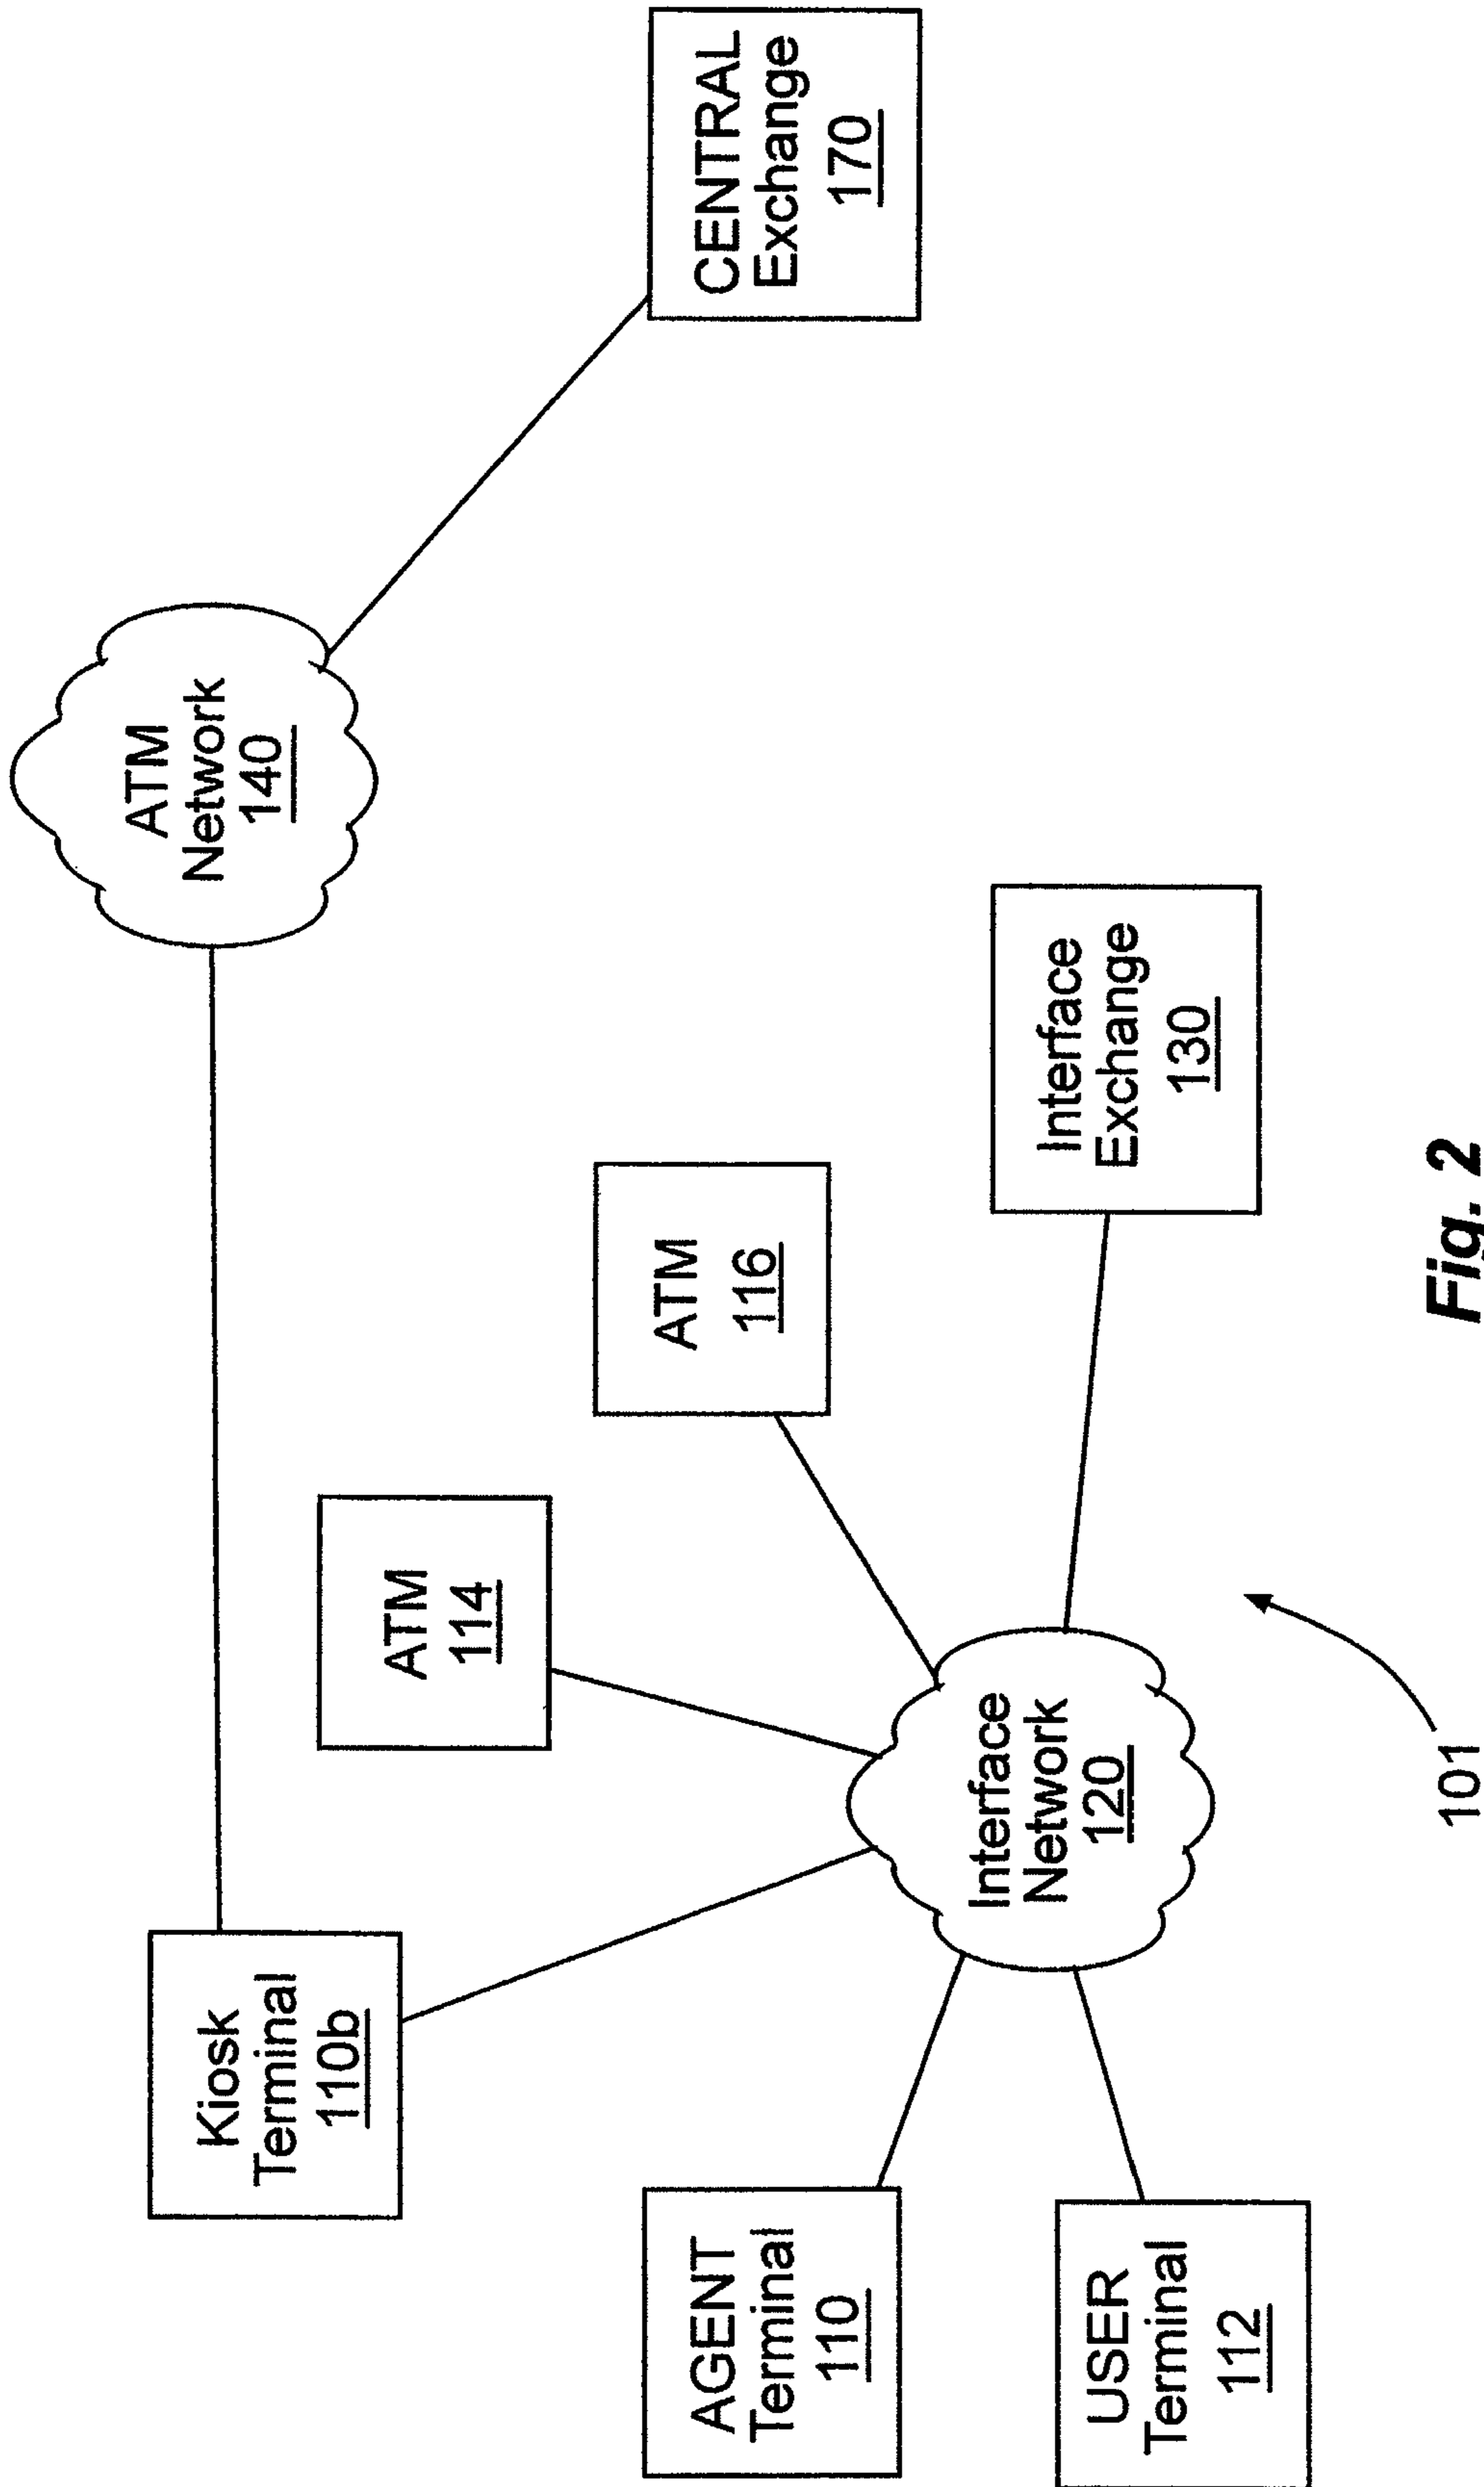 ATM
Network
140
CENTRAL
Exchange
170
Kiosk
Terminal
110b
ATM
114
ATM
116
AGENT
Terminal
110
Interface
Network
120
Interface
Exchange
130
USER
Terminal
112
101
Fig. 2